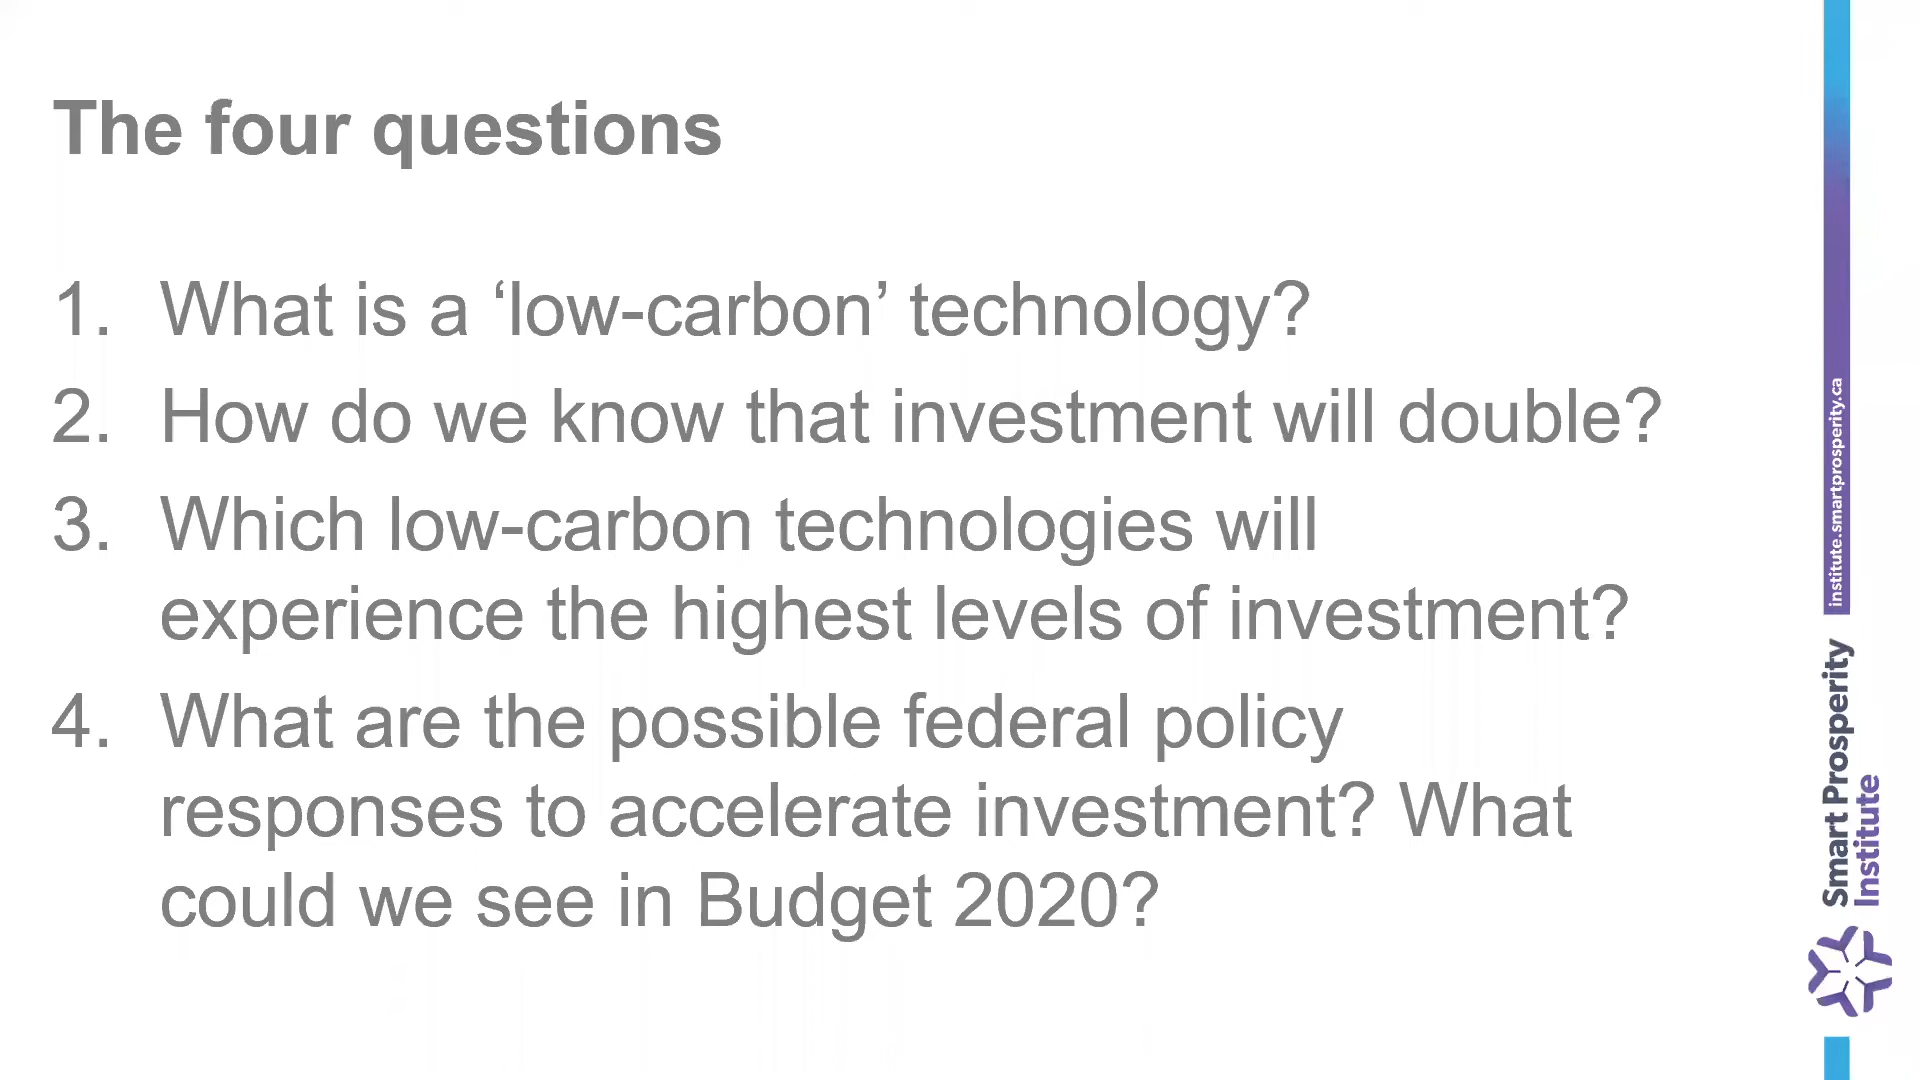 The four questions
1. What is a ‘low-carbon’ technology?
2. How do we know that investment will double?
3. Which low-carbon technologies will
experience the highest levels of investment?
4. What are the possible federal policy
responses to accelerate investment? What
could we see in Budget 2020?
institute.smartprosperity.ca
Smart Prosperity
Institute